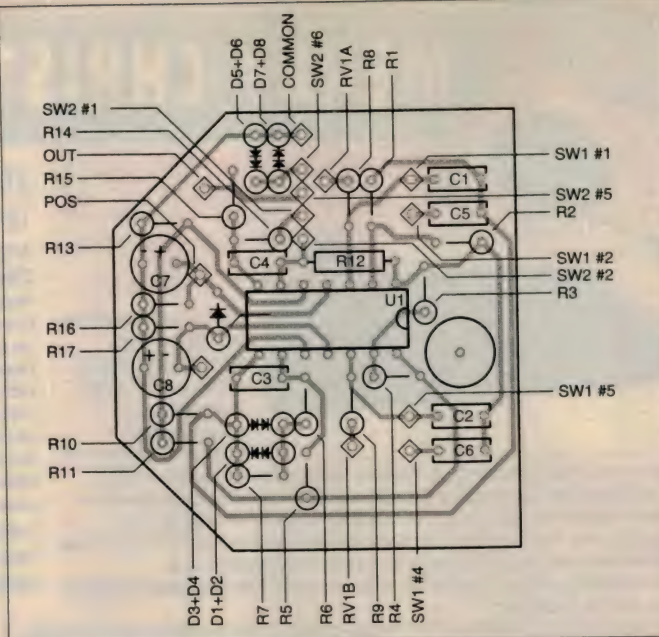 D5+D6
D7+D8
COMMON
SW2 #6
RV1A
R8
R1
SW2 #1
R14
OUT
R15
POS
R13
R16
R17
R10
R11
SW1 #1
SW2 #5
R2
SW1 #2
SW2 #2
R3
SW1 #5
C1
C5
C4
R12
C7
U1
C8
C3
C2
C6
+
-
+
-
D3+D4
D1+D2
R7
R5
R6
RV1B
R9
R4
SW1 #4